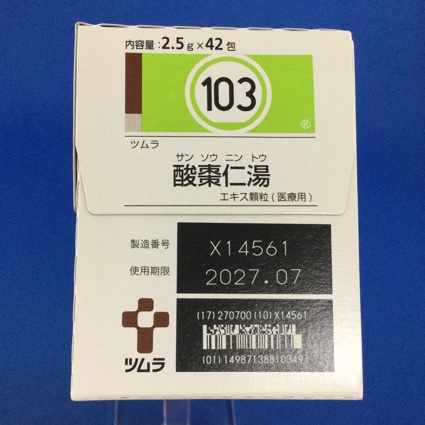 内容量：2.5g×42包
103
®
ツムラ
サン ソウ ニン トウ
酸棗仁湯
エキス顆粒(医療用)
製造番号 X14561
使用期限 2027.07
(17)270700(10)X14561
(01)14987138810349
ツムラ